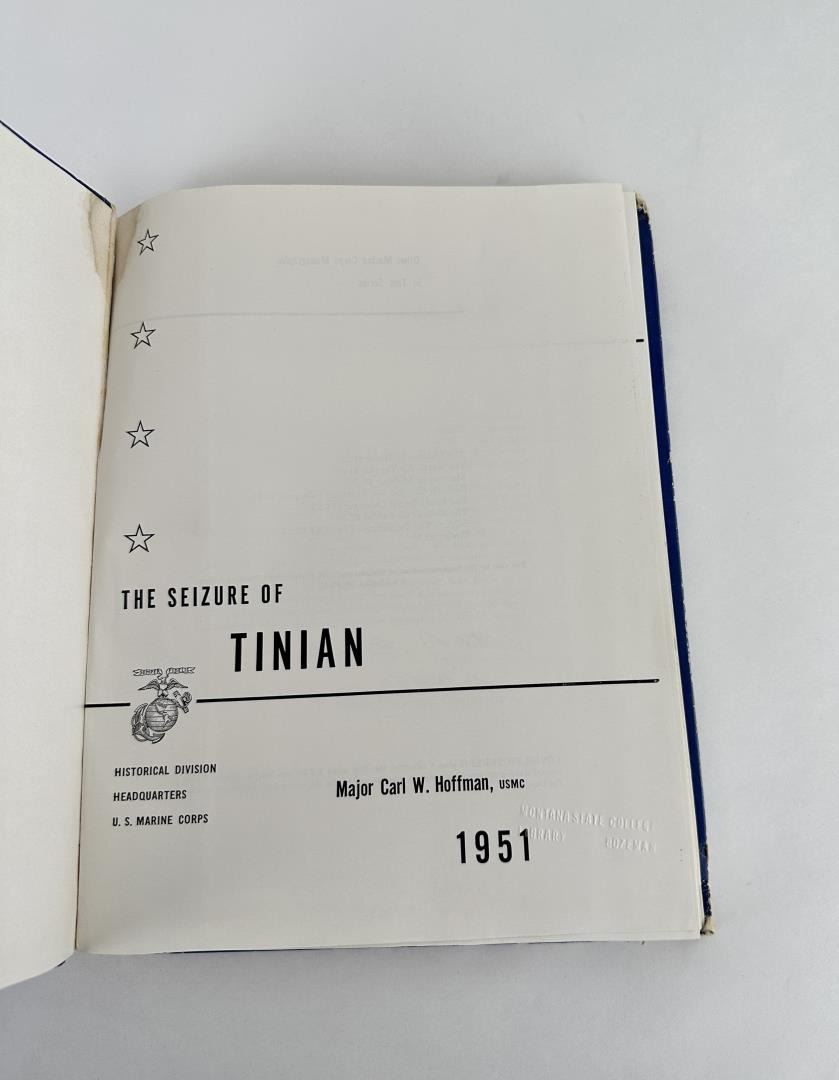 THE SEIZURE OF
TINIAN
HISTORICAL DIVISION
HEADQUARTERS
U. S. MARINE CORPS
Major Carl W. Hoffman, USMC
1951
MONTANA STATE COLLEGE
LIBRARY BOZEMAN